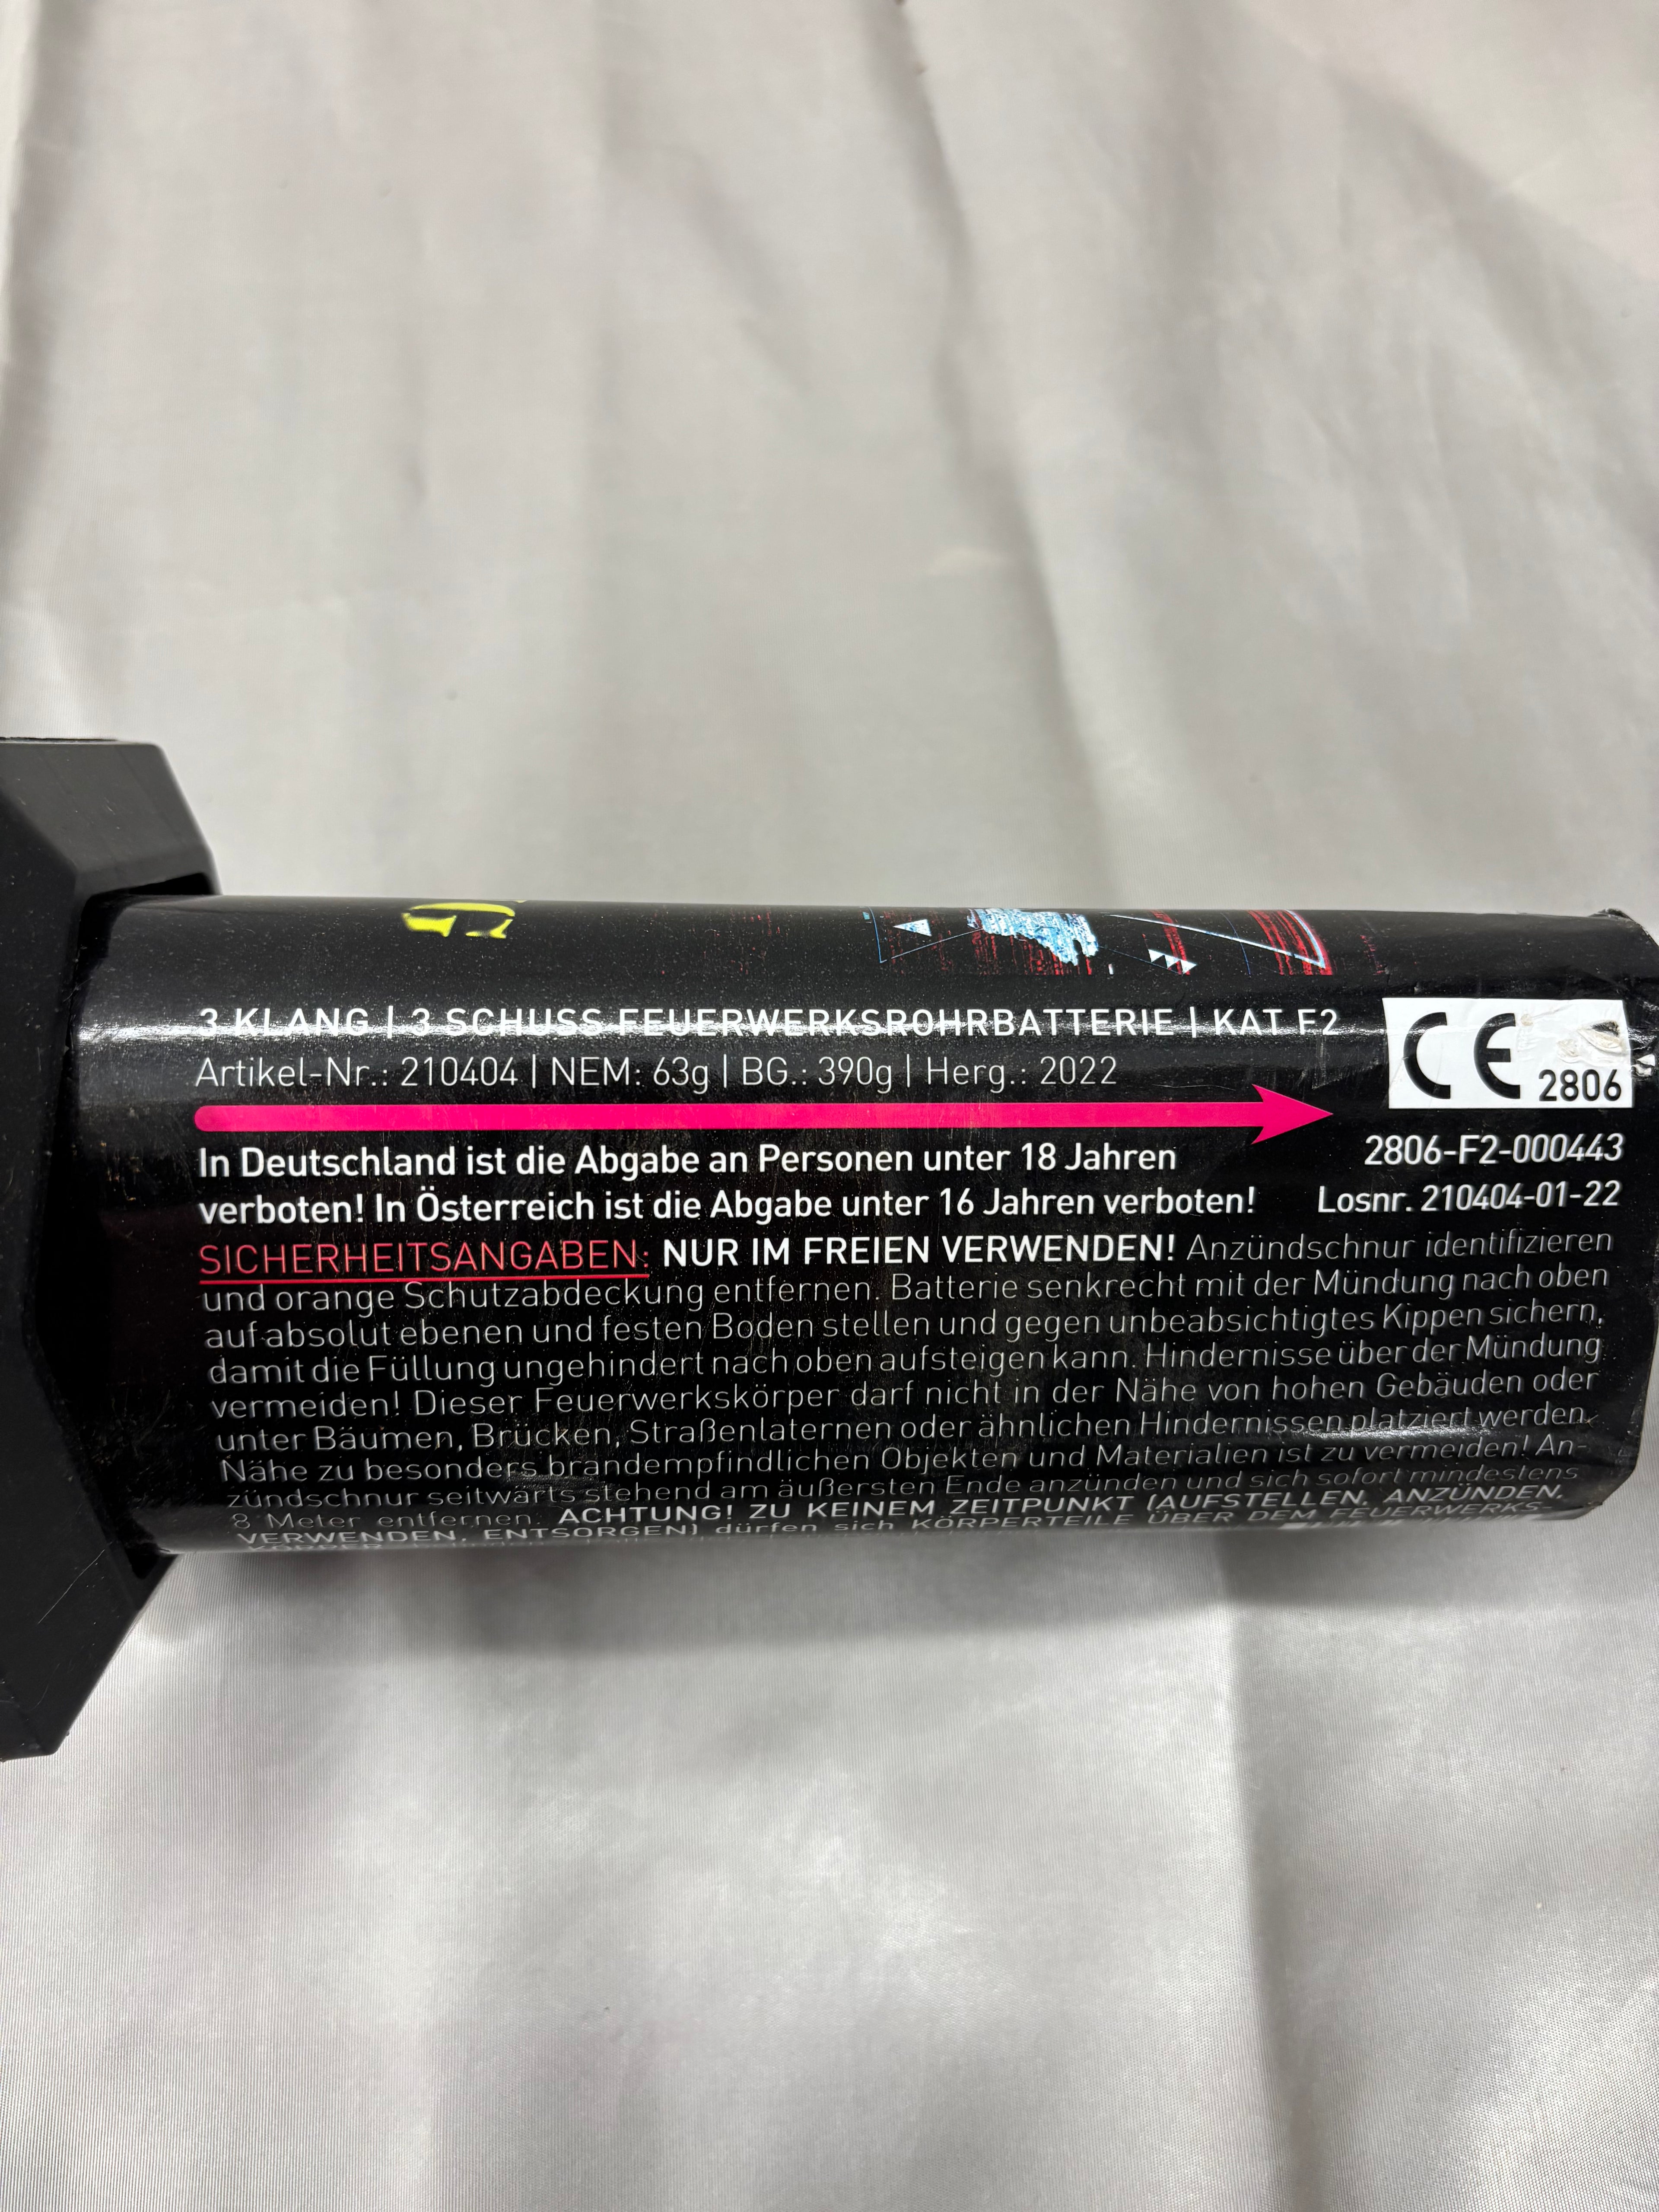 3 KLANG | 3 SCHUSS FEUERWERKSROHRBATTERIE | KAT F2
Artikel-Nr.: 210404 | NEM: 63g | BG.: 390g | Herg.: 2022
CE 2806
In Deutschland ist die Abgabe an Personen unter 18 Jahren
verboten! In Österreich ist die Abgabe unter 16 Jahren verboten!
2806-F2-000443
Losnr. 210404-01-22
SICHERHEITSANGABEN: NUR IM FREIEN VERWENDEN! Anzündschnur identifizieren
und orange Schutzabdeckung entfernen. Batterie senkrecht mit der Mündung nach oben
auf absolut ebenen und festen Boden stellen und gegen unbeabsichtigtes Kippen sichern,
damit die Füllung ungehindert nach oben aufsteigen kann. Hindernisse über der Mündung
vermeiden! Dieser Feuerwerkskörper darf nicht in der Nähe von hohen Gebäuden oder
unter Bäumen, Brücken, Straßenlaternen oder ähnlichen Hindernissen platziert werden.
Nähe zu besonders brandempfindlichen Objekten und Materialien ist zu vermeiden! An-
zündschnur seitwärts stehend am äußersten Ende anzünden und sich sofort mindestens
8 Meter entfernen. ACHTUNG! ZU KEINEM ZEITPUNKT (AUFSTELLEN, ANZÜNDEN,
VERWENDEN, ENTSORGEN) dürfen sich KÖRPERTEILE ÜBER DEM FEUERWERKS-